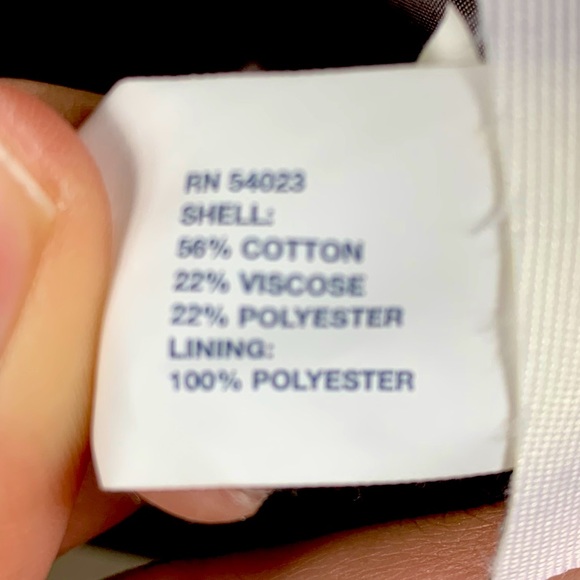 RN 54023
SHELL:
56% COTTON
22% VISCOSE
22% POLYESTER
LINING:
100% POLYESTER